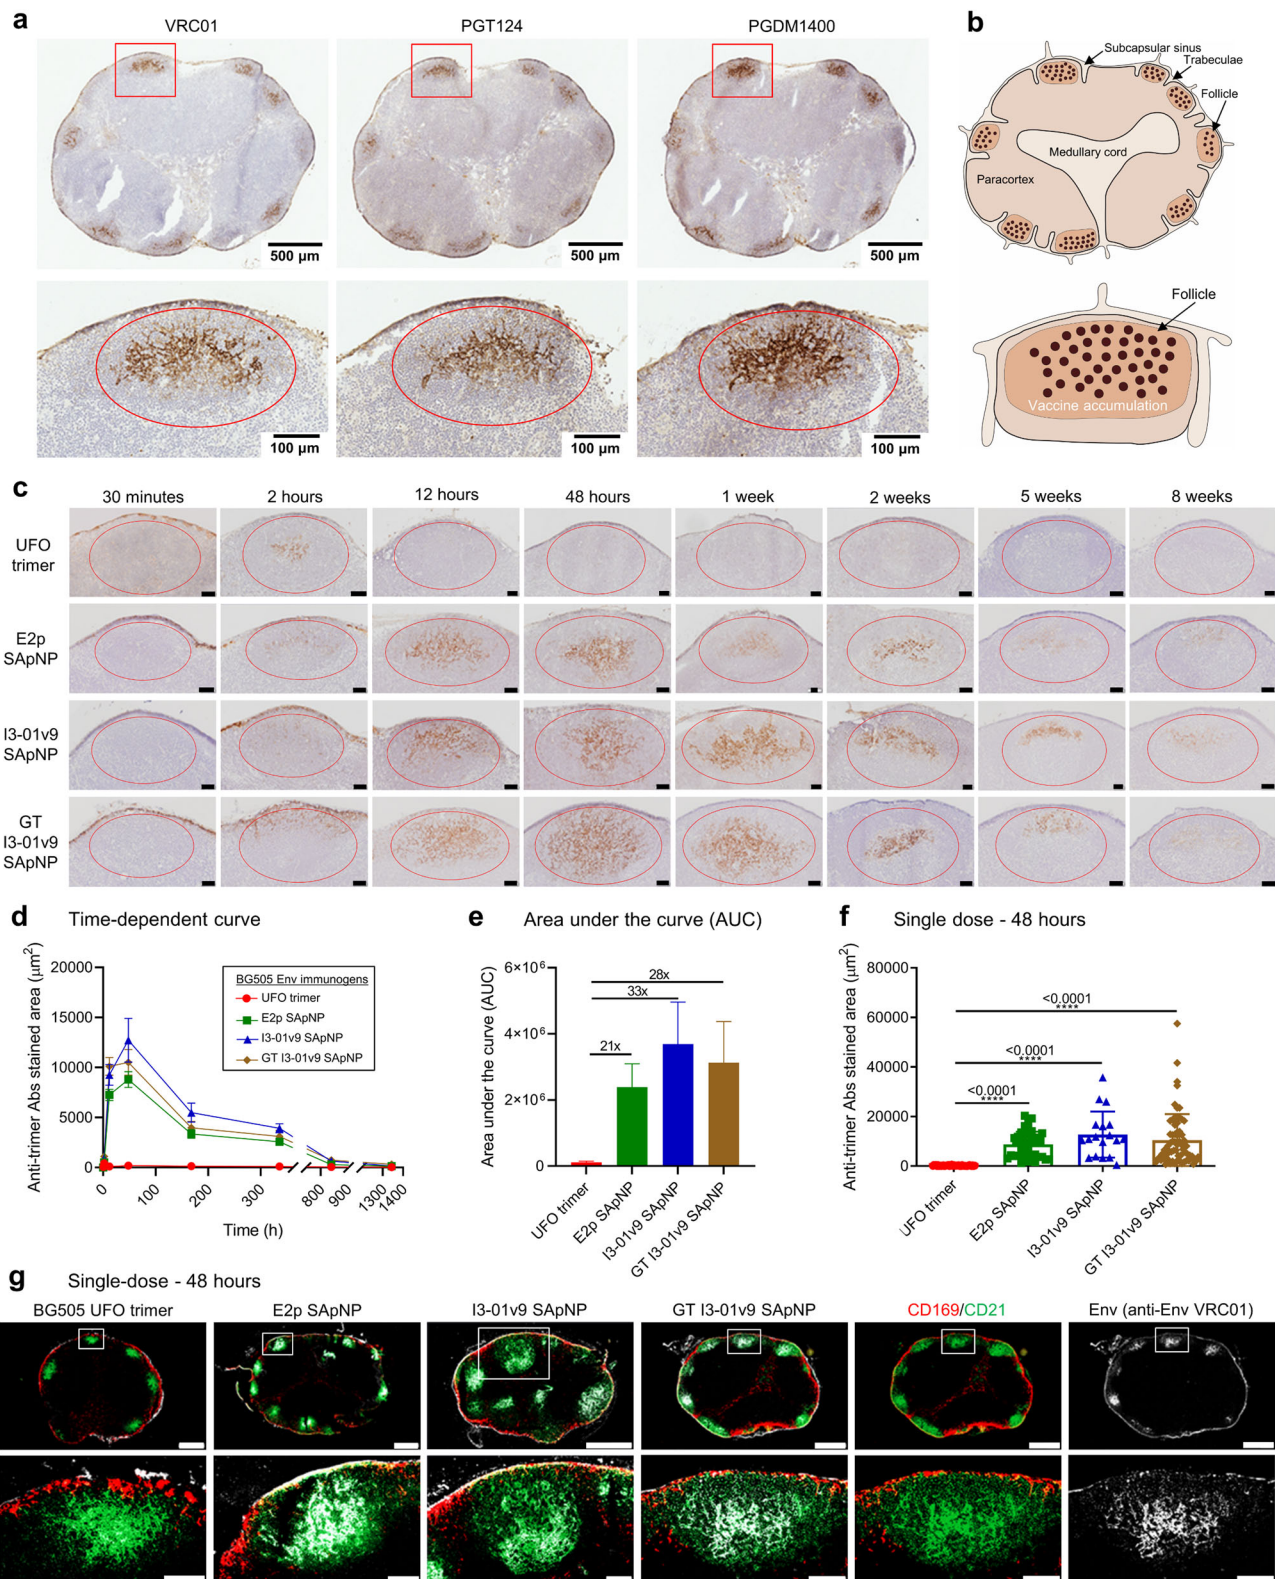 a
VRC01
PGT124
PGDM1400
500 µm
500 µm
500 µm
100 µm
100 µm
100 µm
b
Subcapsular sinus
Trabeculae
Follicle
Medullary cord
Paracortex
Follicle
Vaccine accumulation
c
30 minutes 2 hours 12 hours 48 hours 1 week 2 weeks 5 weeks 8 weeks
UFO
trimer
E2p
SApNP
I3-01v9
SApNP
GT
I3-01v9
SApNP
d Time-dependent curve
Anti-trimer Abs stained area (µm²)
20000
15000
10000
5000
0
BG505 Env immunogens
UFO trimer
E2p SApNP
I3-01v9 SApNP
GT I3-01v9 SApNP
0 100 200 300 800 900 1300 1400
Time (h)
e Area under the curve (AUC)
Area under the curve (AUC)
6×10⁶
4×10⁶
2×10⁶
0
28x
33x
21x
UFO trimer
E2p SApNP
I3-01v9 SApNP
GT I3-01v9 SApNP
f Single dose - 48 hours
Anti-trimer Abs stained area (µm²)
80000
60000
40000
20000
0
<0.0001
****
<0.0001
****
<0.0001
****
UFO trimer
E2p SApNP
I3-01v9 SApNP
GT I3-01v9 SApNP
g Single-dose - 48 hours
BG505 UFO trimer
E2p SApNP
I3-01v9 SApNP
GT I3-01v9 SApNP
CD169/CD21
Env (anti-Env VRC01)